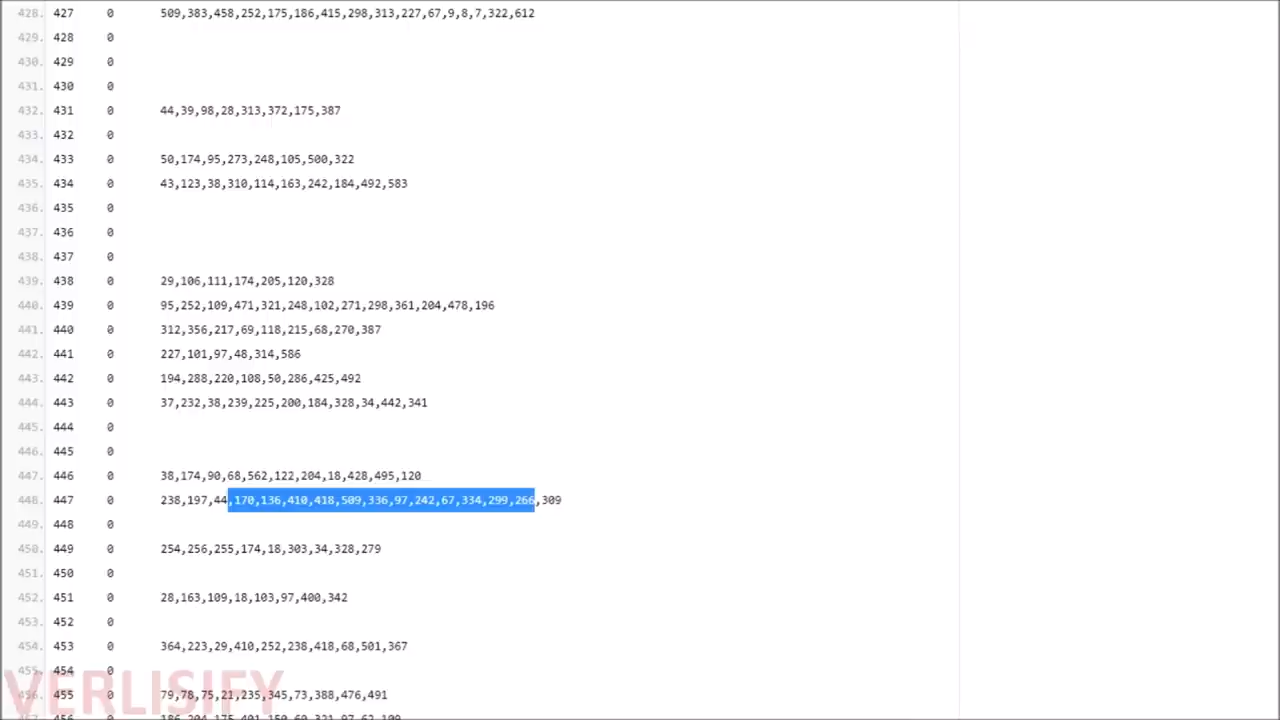 428. 427 0 509,383,458,252,175,186,415,298,313,227,67,9,8,7,322,612
429. 428 0
430. 429 0
431. 430 0
432. 431 0 44,39,98,28,313,372,175,387
433. 432 0
434. 433 0 50,174,95,273,248,105,500,322
435. 434 0 43,123,38,310,114,163,242,184,492,583
436. 435 0
437. 436 0
438. 437 0
439. 438 0 29,106,111,174,205,120,328
440. 439 0 95,252,109,471,321,248,102,271,298,361,204,478,196
441. 440 0 312,356,217,69,118,215,68,270,387
442. 441 0 227,101,97,48,314,586
443. 442 0 194,288,220,108,50,286,425,492
444. 443 0 37,232,38,239,225,200,184,328,34,442,341
445. 444 0
446. 445 0
447. 446 0 38,174,90,68,562,122,204,18,428,495,120
448. 447 0 238,197,44,170,136,410,418,509,336,97,242,67,334,299,266,309
449. 448 0
450. 449 0 254,256,255,174,18,303,34,328,279
451. 450 0
452. 451 0 28,163,109,18,103,97,400,342
453. 452 0
454. 453 0 364,223,29,410,252,238,418,68,501,367
455. 454 0
456. 455 0 79,78,75,21,235,345,73,388,476,491
457. 456 0 186,204,175,401,150,60,321,97,62,109
VERLISIFY